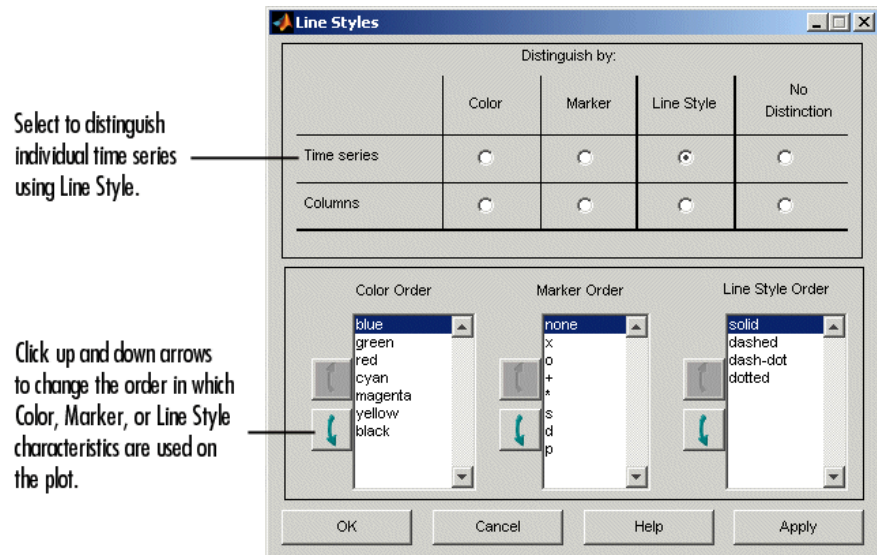 Line Styles
Distinguish by:
Color Marker Line Style No Distinction
Time series
Columns
Select to distinguish
individual time series
using Line Style.
Color Order
blue
green
red
cyan
magenta
yellow
black
Marker Order
none
x
o
+
*
s
d
p
Line Style Order
solid
dashed
dash-dot
dotted
Click up and down arrows
to change the order in which
Color, Marker, or Line Style
characteristics are used on
the plot.
OK Cancel Help Apply